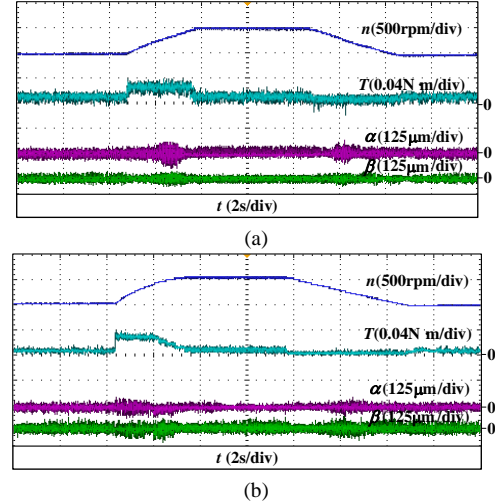 n(500rpm/div)
T(0.04N m/div)
0
α(125μm/div)
0
β(125μm/div)
0
t (2s/div)
(a)
n(500rpm/div)
T(0.04N m/div)
0
α(125μm/div)
0
β(125μm/div)
0
t (2s/div)
(b)